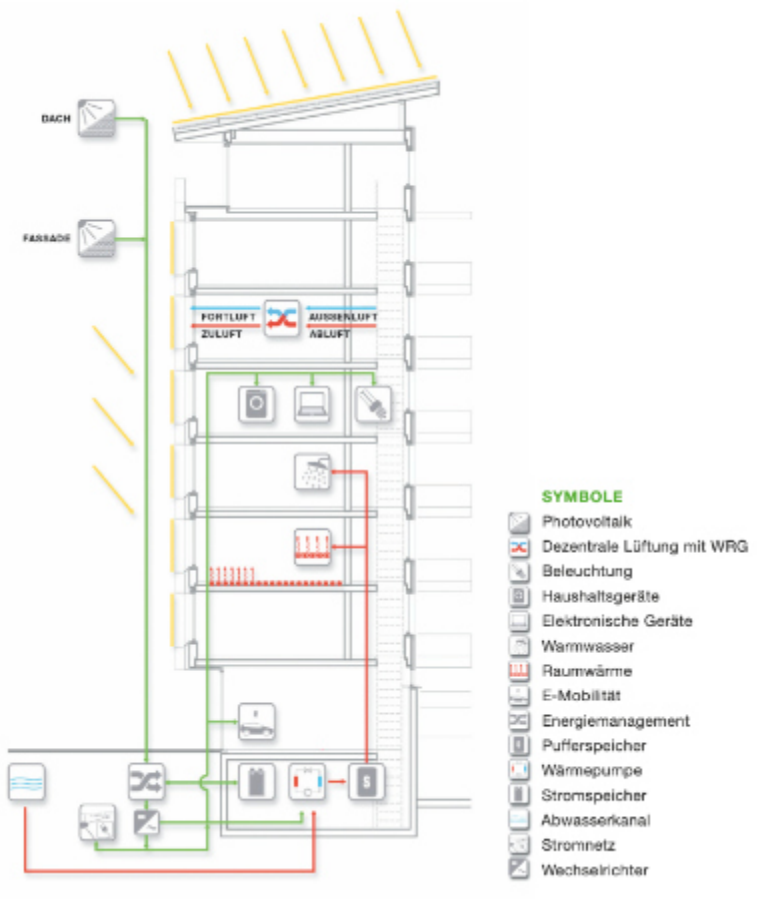 DACH
FASSADE
FORTLUFT
AUSSENLUFT
ZULUFT
ABLUFT
S
SYMBOLE
Photovoltaik
Dezentrale Lüftung mit WRG
Beleuchtung
Haushaltsgeräte
Elektronische Geräte
Warmwasser
Raumwärme
E-Mobilität
Energiemanagement
Pufferspeicher
Wärmepumpe
Stromspeicher
Abwasserkanal
Stromnetz
Wechselrichter